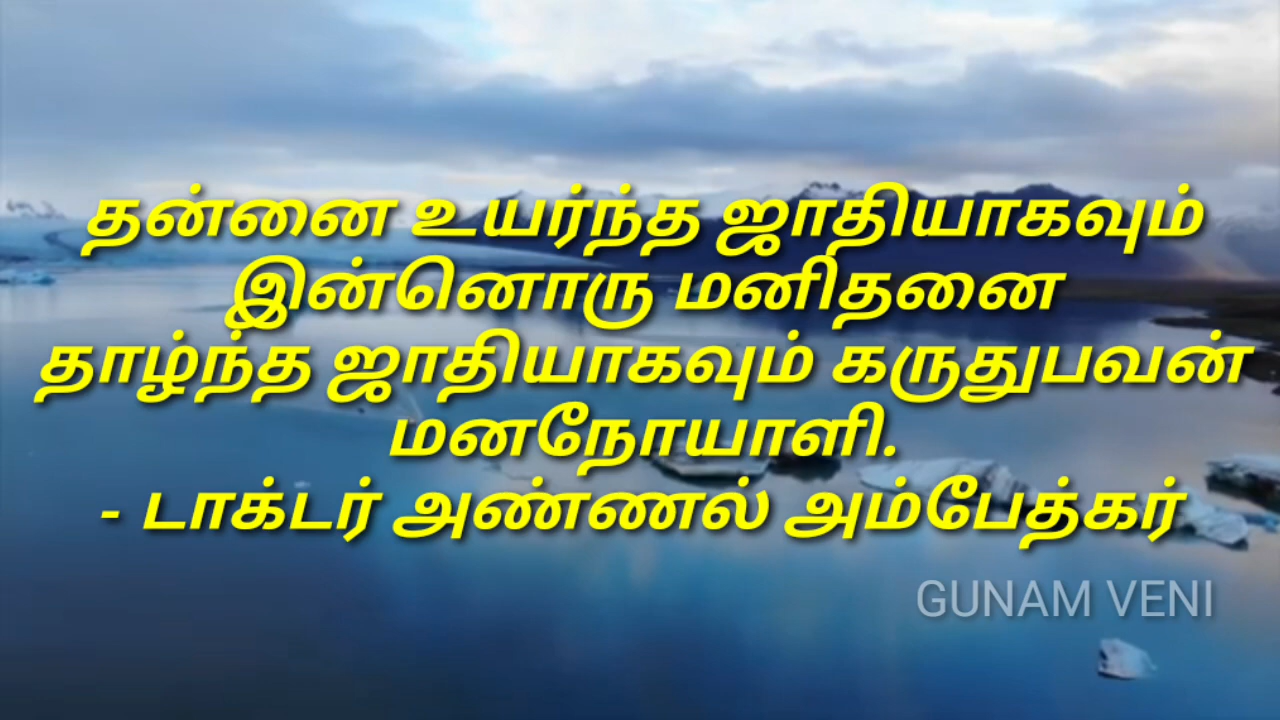 தன்னை உயர்ந்த ஜாதியாகவும்
இன்னொரு மனிதனை
தாழ்ந்த ஜாதியாகவும் கருதுபவன்
மனநோயாளி.
- டாக்டர் அண்ணல் அம்பேத்கர்
GUNAM VENI